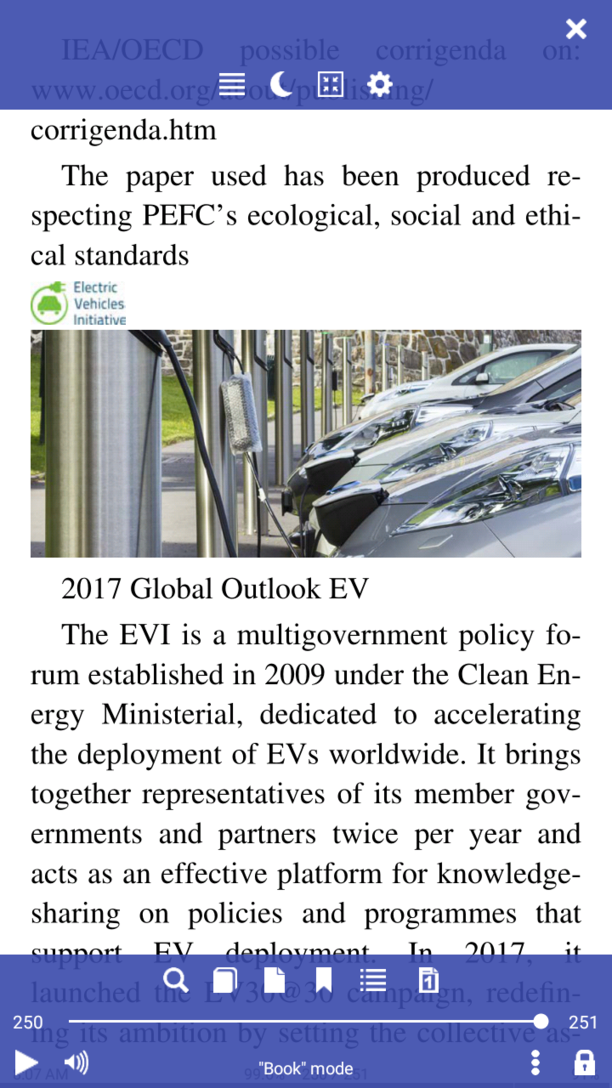 IEA/OECD possible corrigenda on:
www.oecd.org/about/publishing/
corrigenda.htm
The paper used has been produced re-
specting PEFC’s ecological, social and ethi-
cal standards
Electric
Vehicles
Initiative
2017 Global Outlook EV
The EVI is a multigovernment policy fo-
rum established in 2009 under the Clean En-
ergy Ministerial, dedicated to accelerating
the deployment of EVs worldwide. It brings
together representatives of its member gov-
ernments and partners twice per year and
acts as an effective platform for knowledge-
sharing on policies and programmes that
support EV deployment. In 2017, it
launched the EV30@30 campaign, redefin-
250
251
ing its ambition by setting the collective as-
"Book" mode